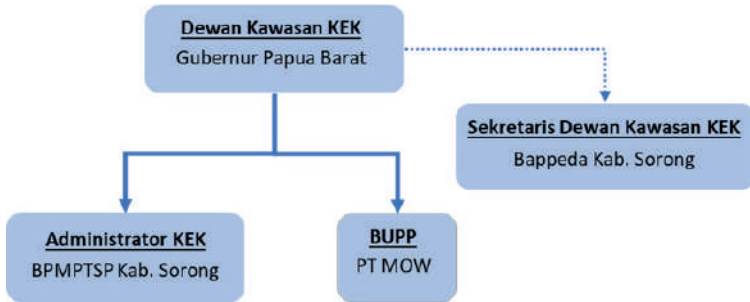 Dewan Kawasan KEK
Gubernur Papua Barat
Sekretaris Dewan Kawasan KEK
Bappeda Kab. Sorong
Administrator KEK
BPMPTSP Kab. Sorong
BUPP
PT MOW